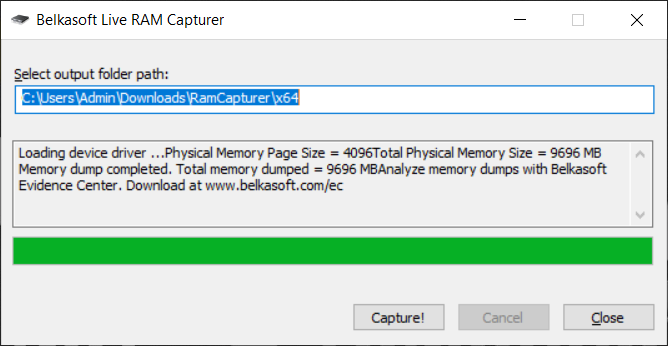 Belkasoft Live RAM Capturer
Select output folder path:
C:\Users\Admin\Downloads\RamCapturer\x64
Loading device driver ...Physical Memory Page Size = 4096Total Physical Memory Size = 9696 MB
Memory dump completed. Total memory dumped = 9696 MBAnalyze memory dumps with Belkasoft
Evidence Center. Download at www.belkasoft.com/ec
Capture! Cancel Close